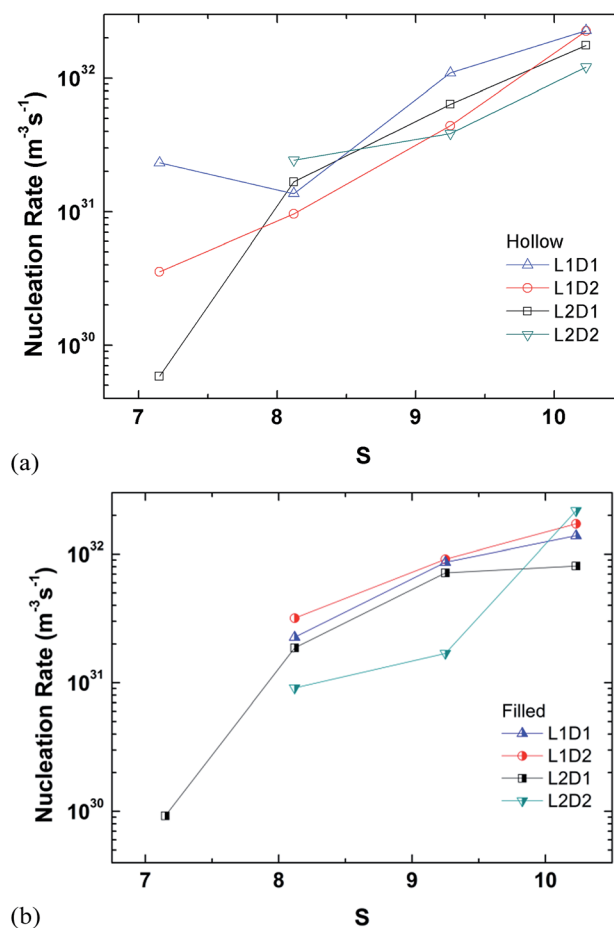 10³²
10³¹
10³⁰
Nucleation Rate (m⁻³s⁻¹)
Hollow
L1D1
L1D2
L2D1
L2D2
7 8 9 10
S
(a)
10³²
10³¹
10³⁰
Nucleation Rate (m⁻³s⁻¹)
Filled
L1D1
L1D2
L2D1
L2D2
7 8 9 10
S
(b)